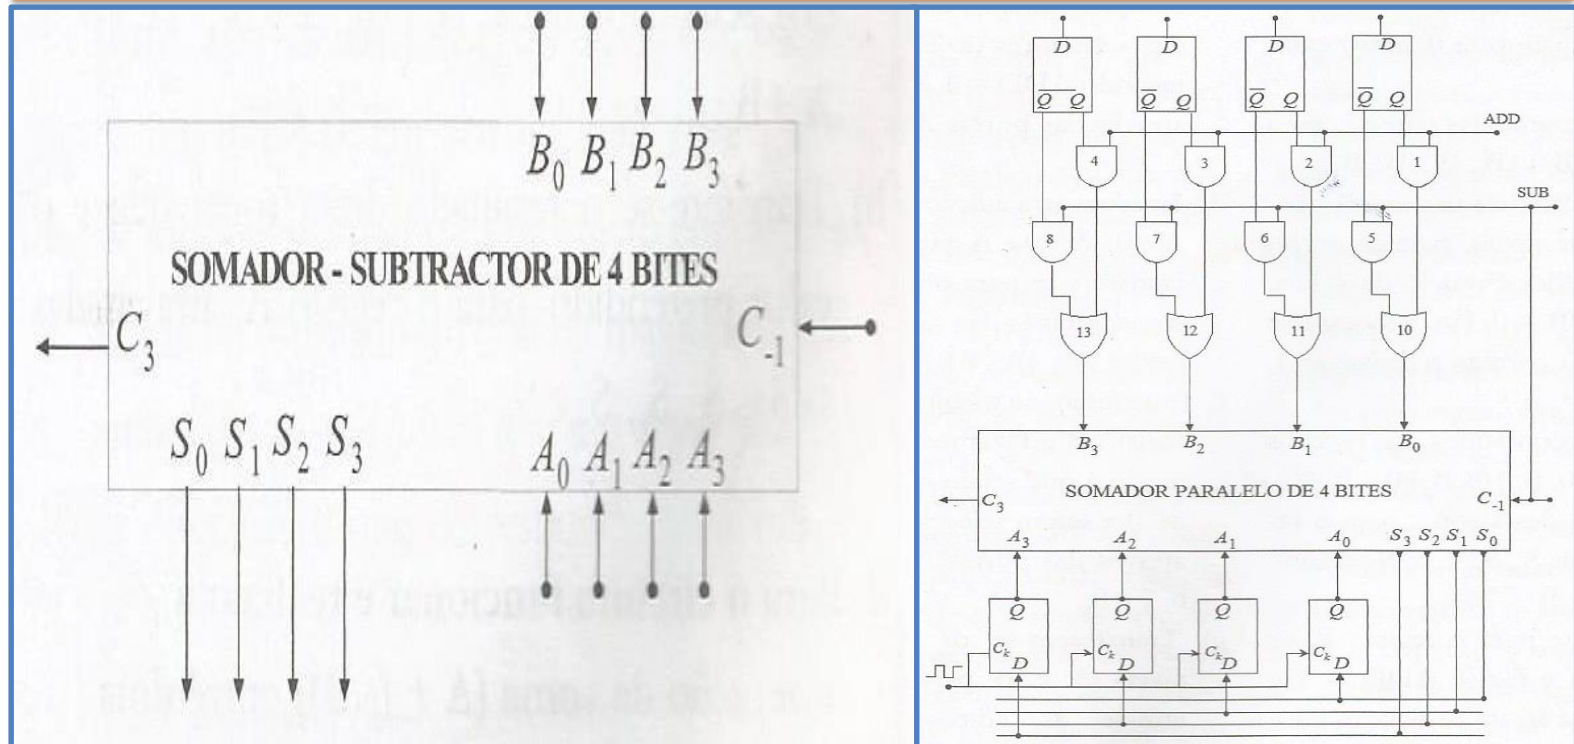 B0 B1 B2 B3
SOMADOR - SUBTRACTOR DE 4 BITES
C3
C-1
S0 S1 S2 S3
A0 A1 A2 A3
D D D D
Q̅ Q Q̅ Q Q̅ Q Q̅ Q
ADD
4 3 2 1
SUB
8 7 6 5
13 12 11 10
B3 B2 B1 B0
SOMADOR PARALELO DE 4 BITES
C3
C-1
A3 A2 A1 A0 S3 S2 S1 S0
Q Q Q Q
Ck Ck Ck Ck
D D D D